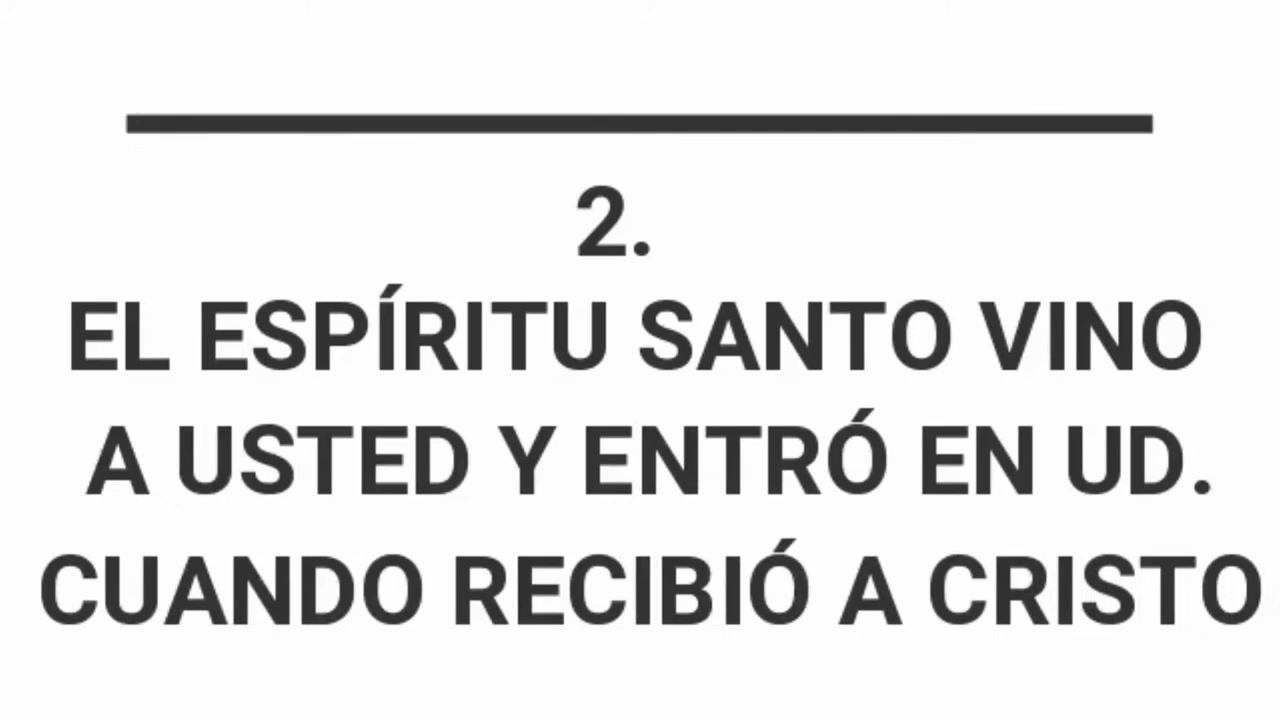 2.
EL ESPÍRITU SANTO VINO
A USTED Y ENTRÓ EN UD.
CUANDO RECIBIÓ A CRISTO